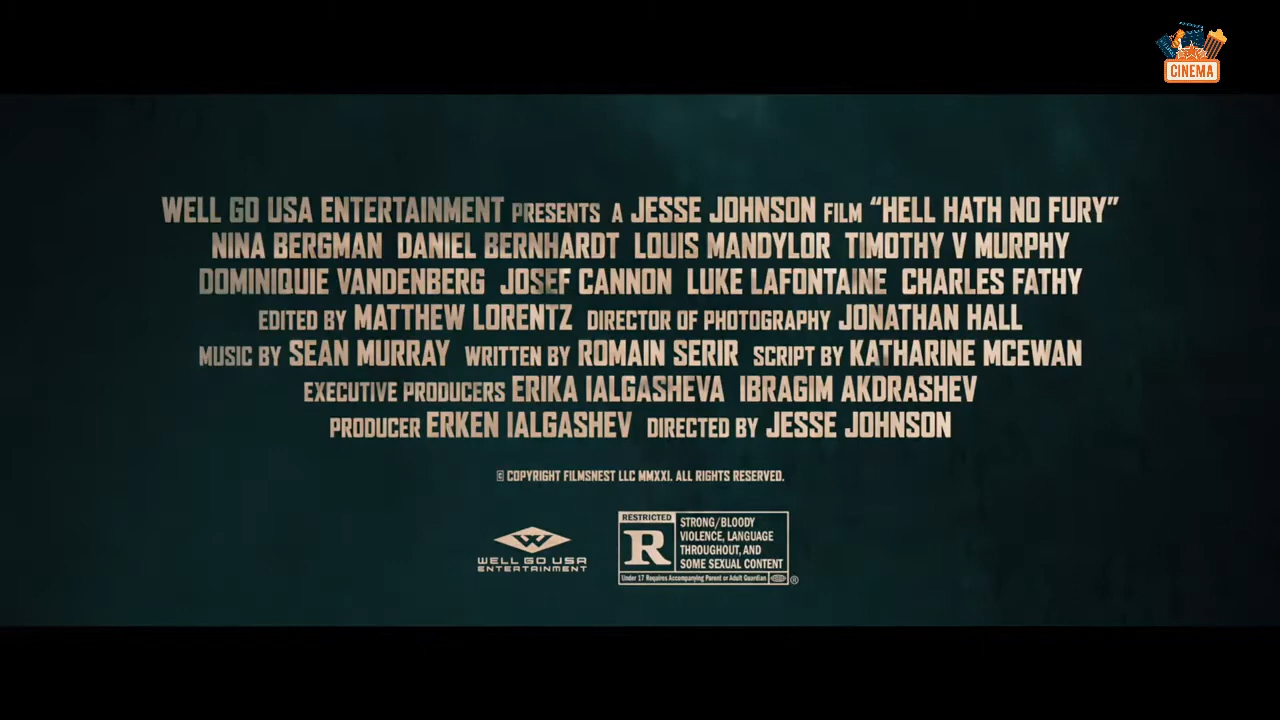 CINEMA
WELL GO USA ENTERTAINMENT PRESENTS A JESSE JOHNSON FILM “HELL HATH NO FURY”
NINA BERGMAN DANIEL BERNHARDT LOUIS MANDYLOR TIMOTHY V MURPHY
DOMINIQUIE VANDENBERG JOSEF CANNON LUKE LAFONTAINE CHARLES FATHY
EDITED BY MATTHEW LORENTZ DIRECTOR OF PHOTOGRAPHY JONATHAN HALL
MUSIC BY SEAN MURRAY WRITTEN BY ROMAIN SERIR SCRIPT BY KATHARINE MCEWAN
EXECUTIVE PRODUCERS ERIKA IALGASHEVA IBRAGIM AKDRASHEV
PRODUCER ERKEN IALGASHEV DIRECTED BY JESSE JOHNSON
© COPYRIGHT FILMSNEST LLC MMXXI. ALL RIGHTS RESERVED.
WELL GO USA
ENTERTAINMENT
RESTRICTED
R
STRONG/BLOODY
VIOLENCE, LANGUAGE
THROUGHOUT, AND
SOME SEXUAL CONTENT
Under 17 Requires Accompanying Parent or Adult Guardian
®